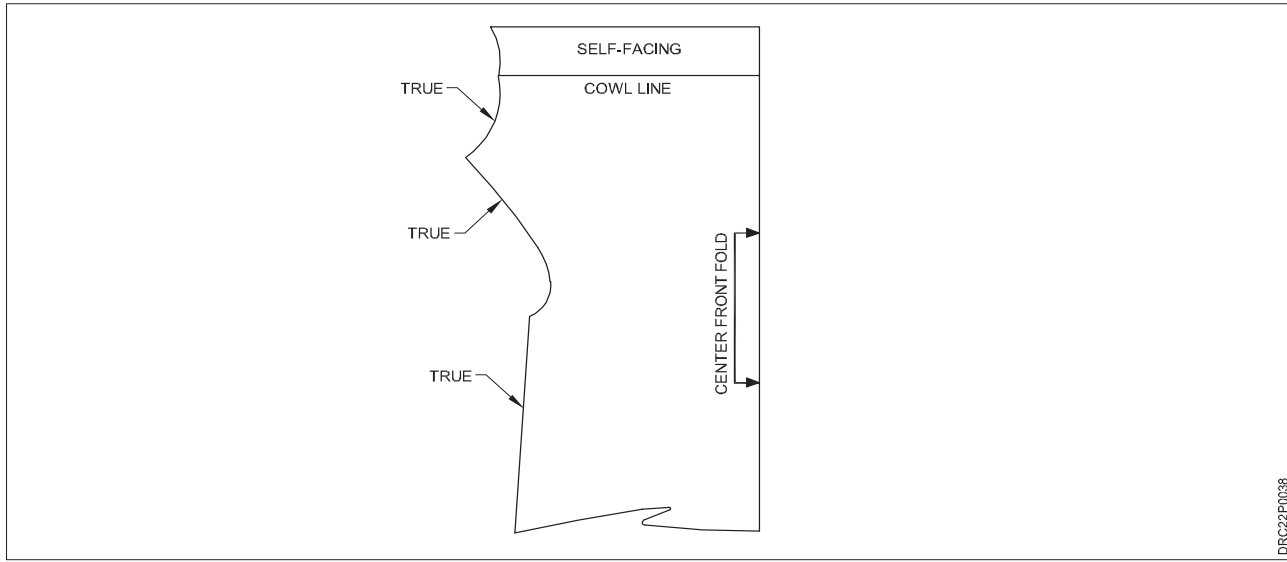 SELF-FACING
TRUE
COWL LINE
TRUE
CENTER FRONT FOLD
TRUE
DRC22P0038